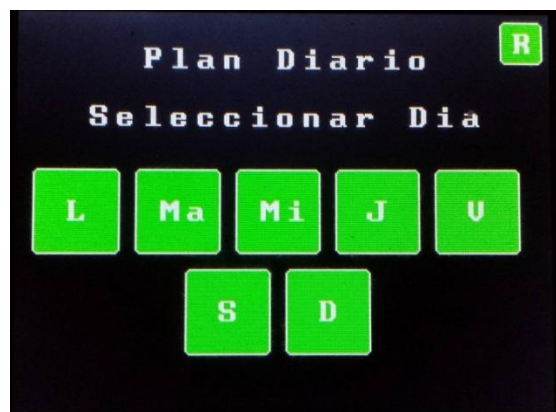 R
Plan Diario
Seleccionar Dia
L Ma Mi J V
S D